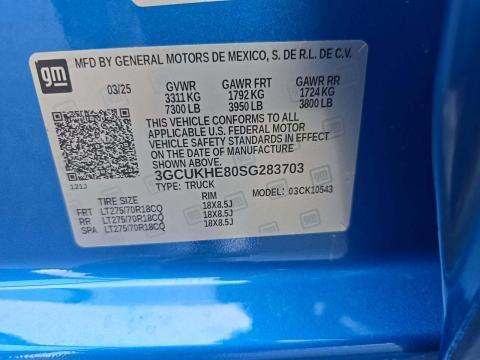 gm
MFD BY GENERAL MOTORS DE MEXICO, S. DE R.L. DE C.V.
03/25 GVWR GAWR FRT GAWR RR
3311 KG 1792 KG 1724 KG
7300 LB 3950 LB 3800 LB
THIS VEHICLE CONFORMS TO ALL
APPLICABLE U.S. FEDERAL MOTOR
VEHICLE SAFETY STANDARDS IN
EFFECT ON THE DATE OF MANUFACTURE
SHOWN ABOVE.
3GCUKHE80SG283703
TYPE: TRUCK MODEL: 03CK10543
121J
TIRE SIZE RIM
FRT LT275/70R18CQ 18X8.5J
RR LT275/70R18CQ 18X8.5J
SPA LT275/70R18CQ 18X8.5J